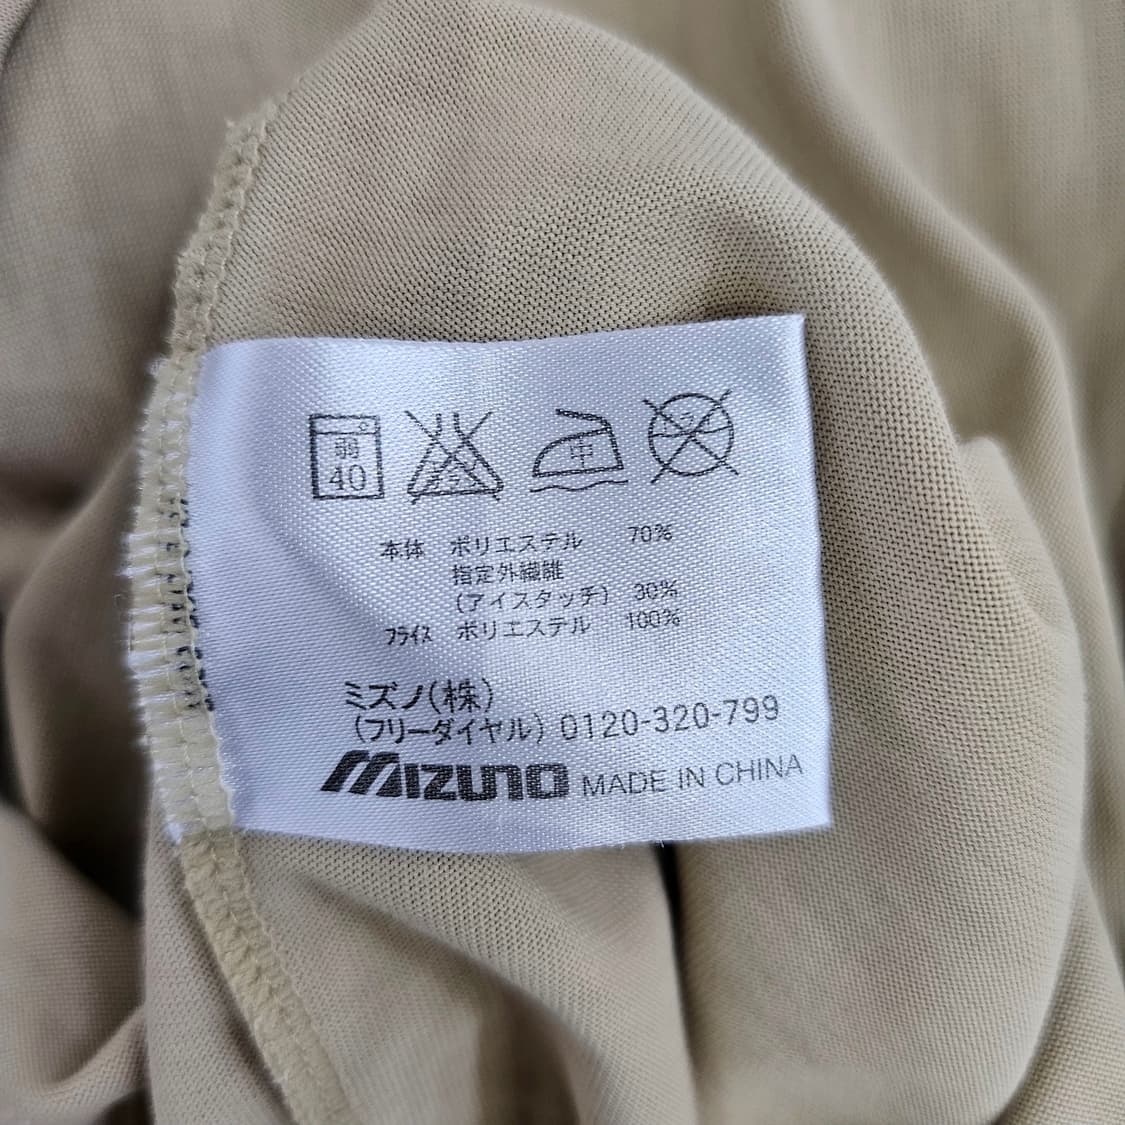 弱
40
中
本体 ポリエステル 70%
指定外繊維
(アイスタッチ) 30%
フライス ポリエステル 100%
ミズノ(株)
(フリーダイヤル) 0120-320-799
MIZUNO MADE IN CHINA